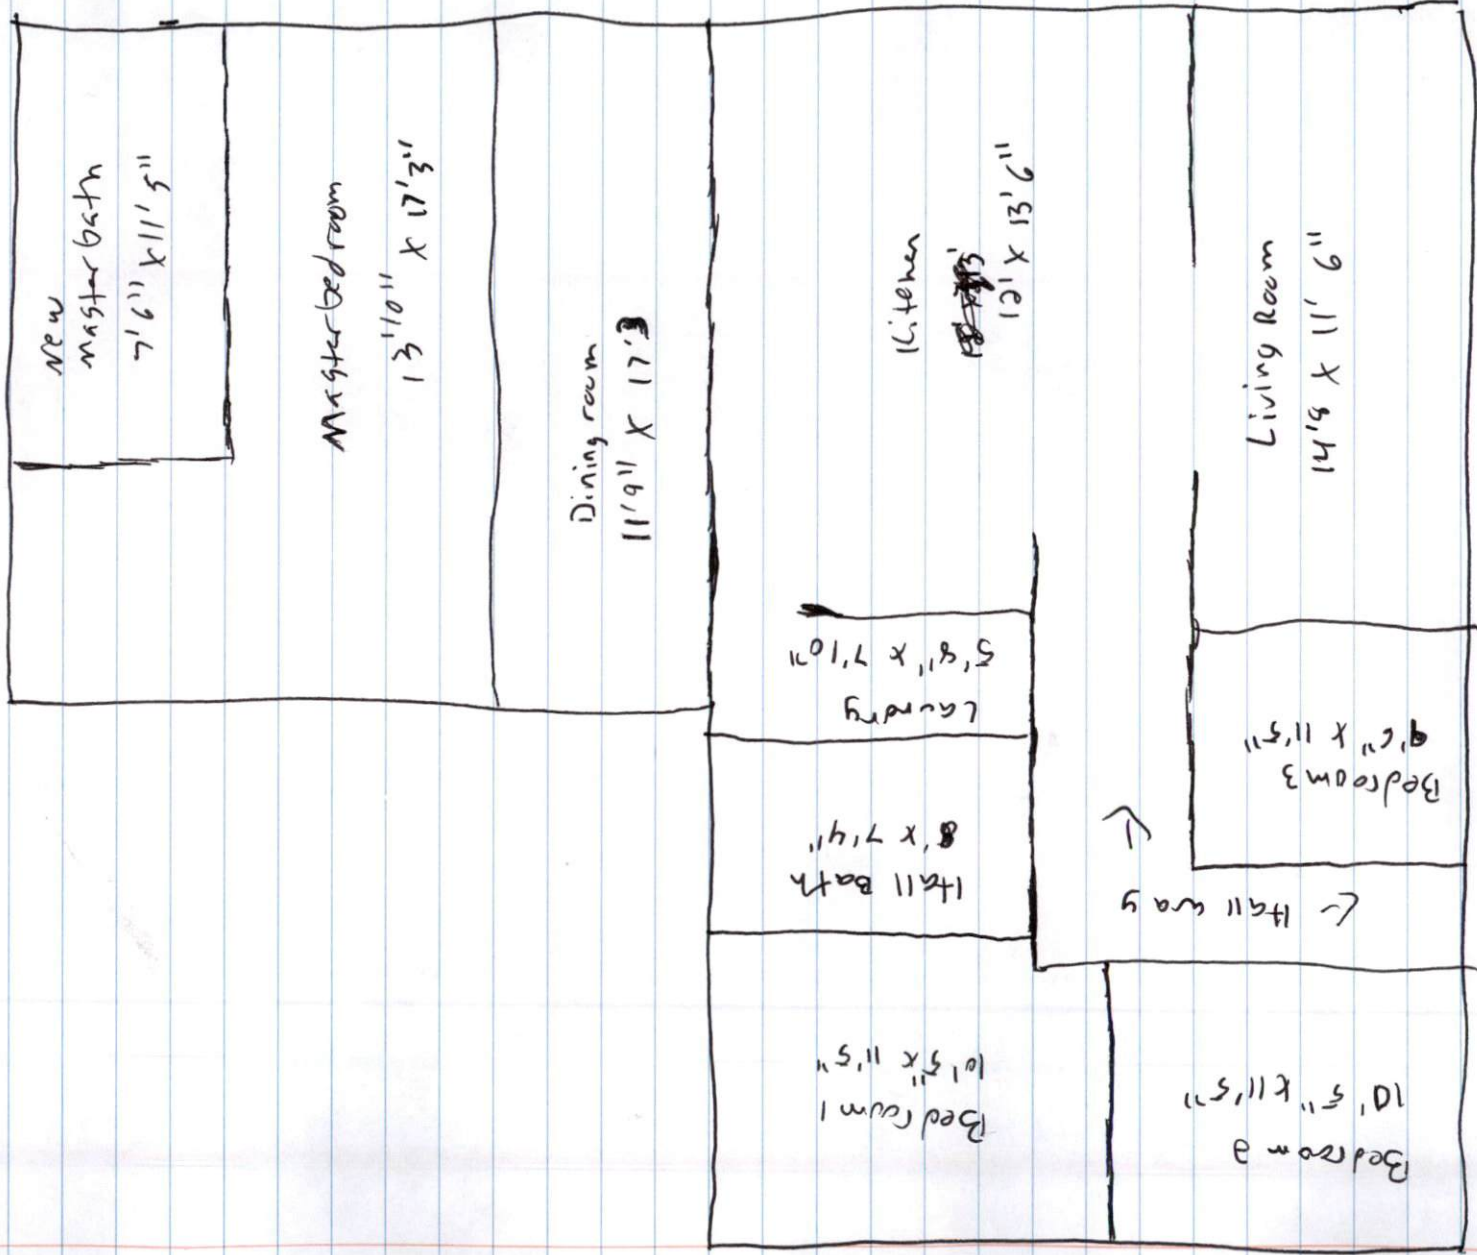 New
master bath
7'6" x 11'5"
Master bedroom
13'10" x 17'3"
Dining room
11'9" x 17'3
Kitchen
12' x 13'6"
Living Room
14'5 x 11'6"
Laundry
5'8" x 7'10"
Hall Bath
8' x 7'4"
Bedroom 3
9'6" x 11'5"
<- Hall way
Bedroom 1
10'5" x 11'5"
Bedroom 2
10'5" x 11'5"